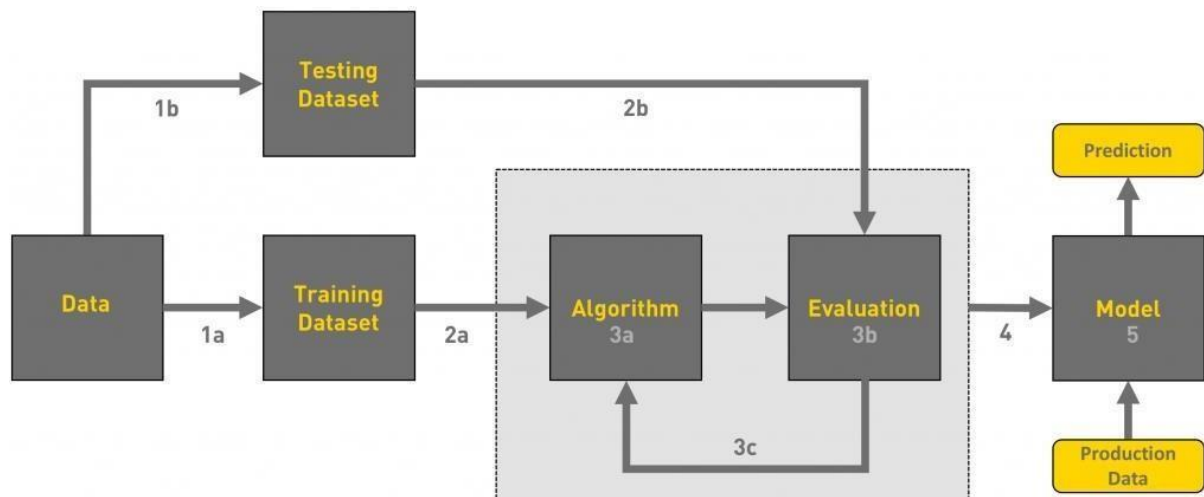 Testing
Dataset
1b
2b
Prediction
Data
Training
Dataset
Algorithm
3a
Evaluation
3b
Model
5
1a
2a
4
3c
Production
Data